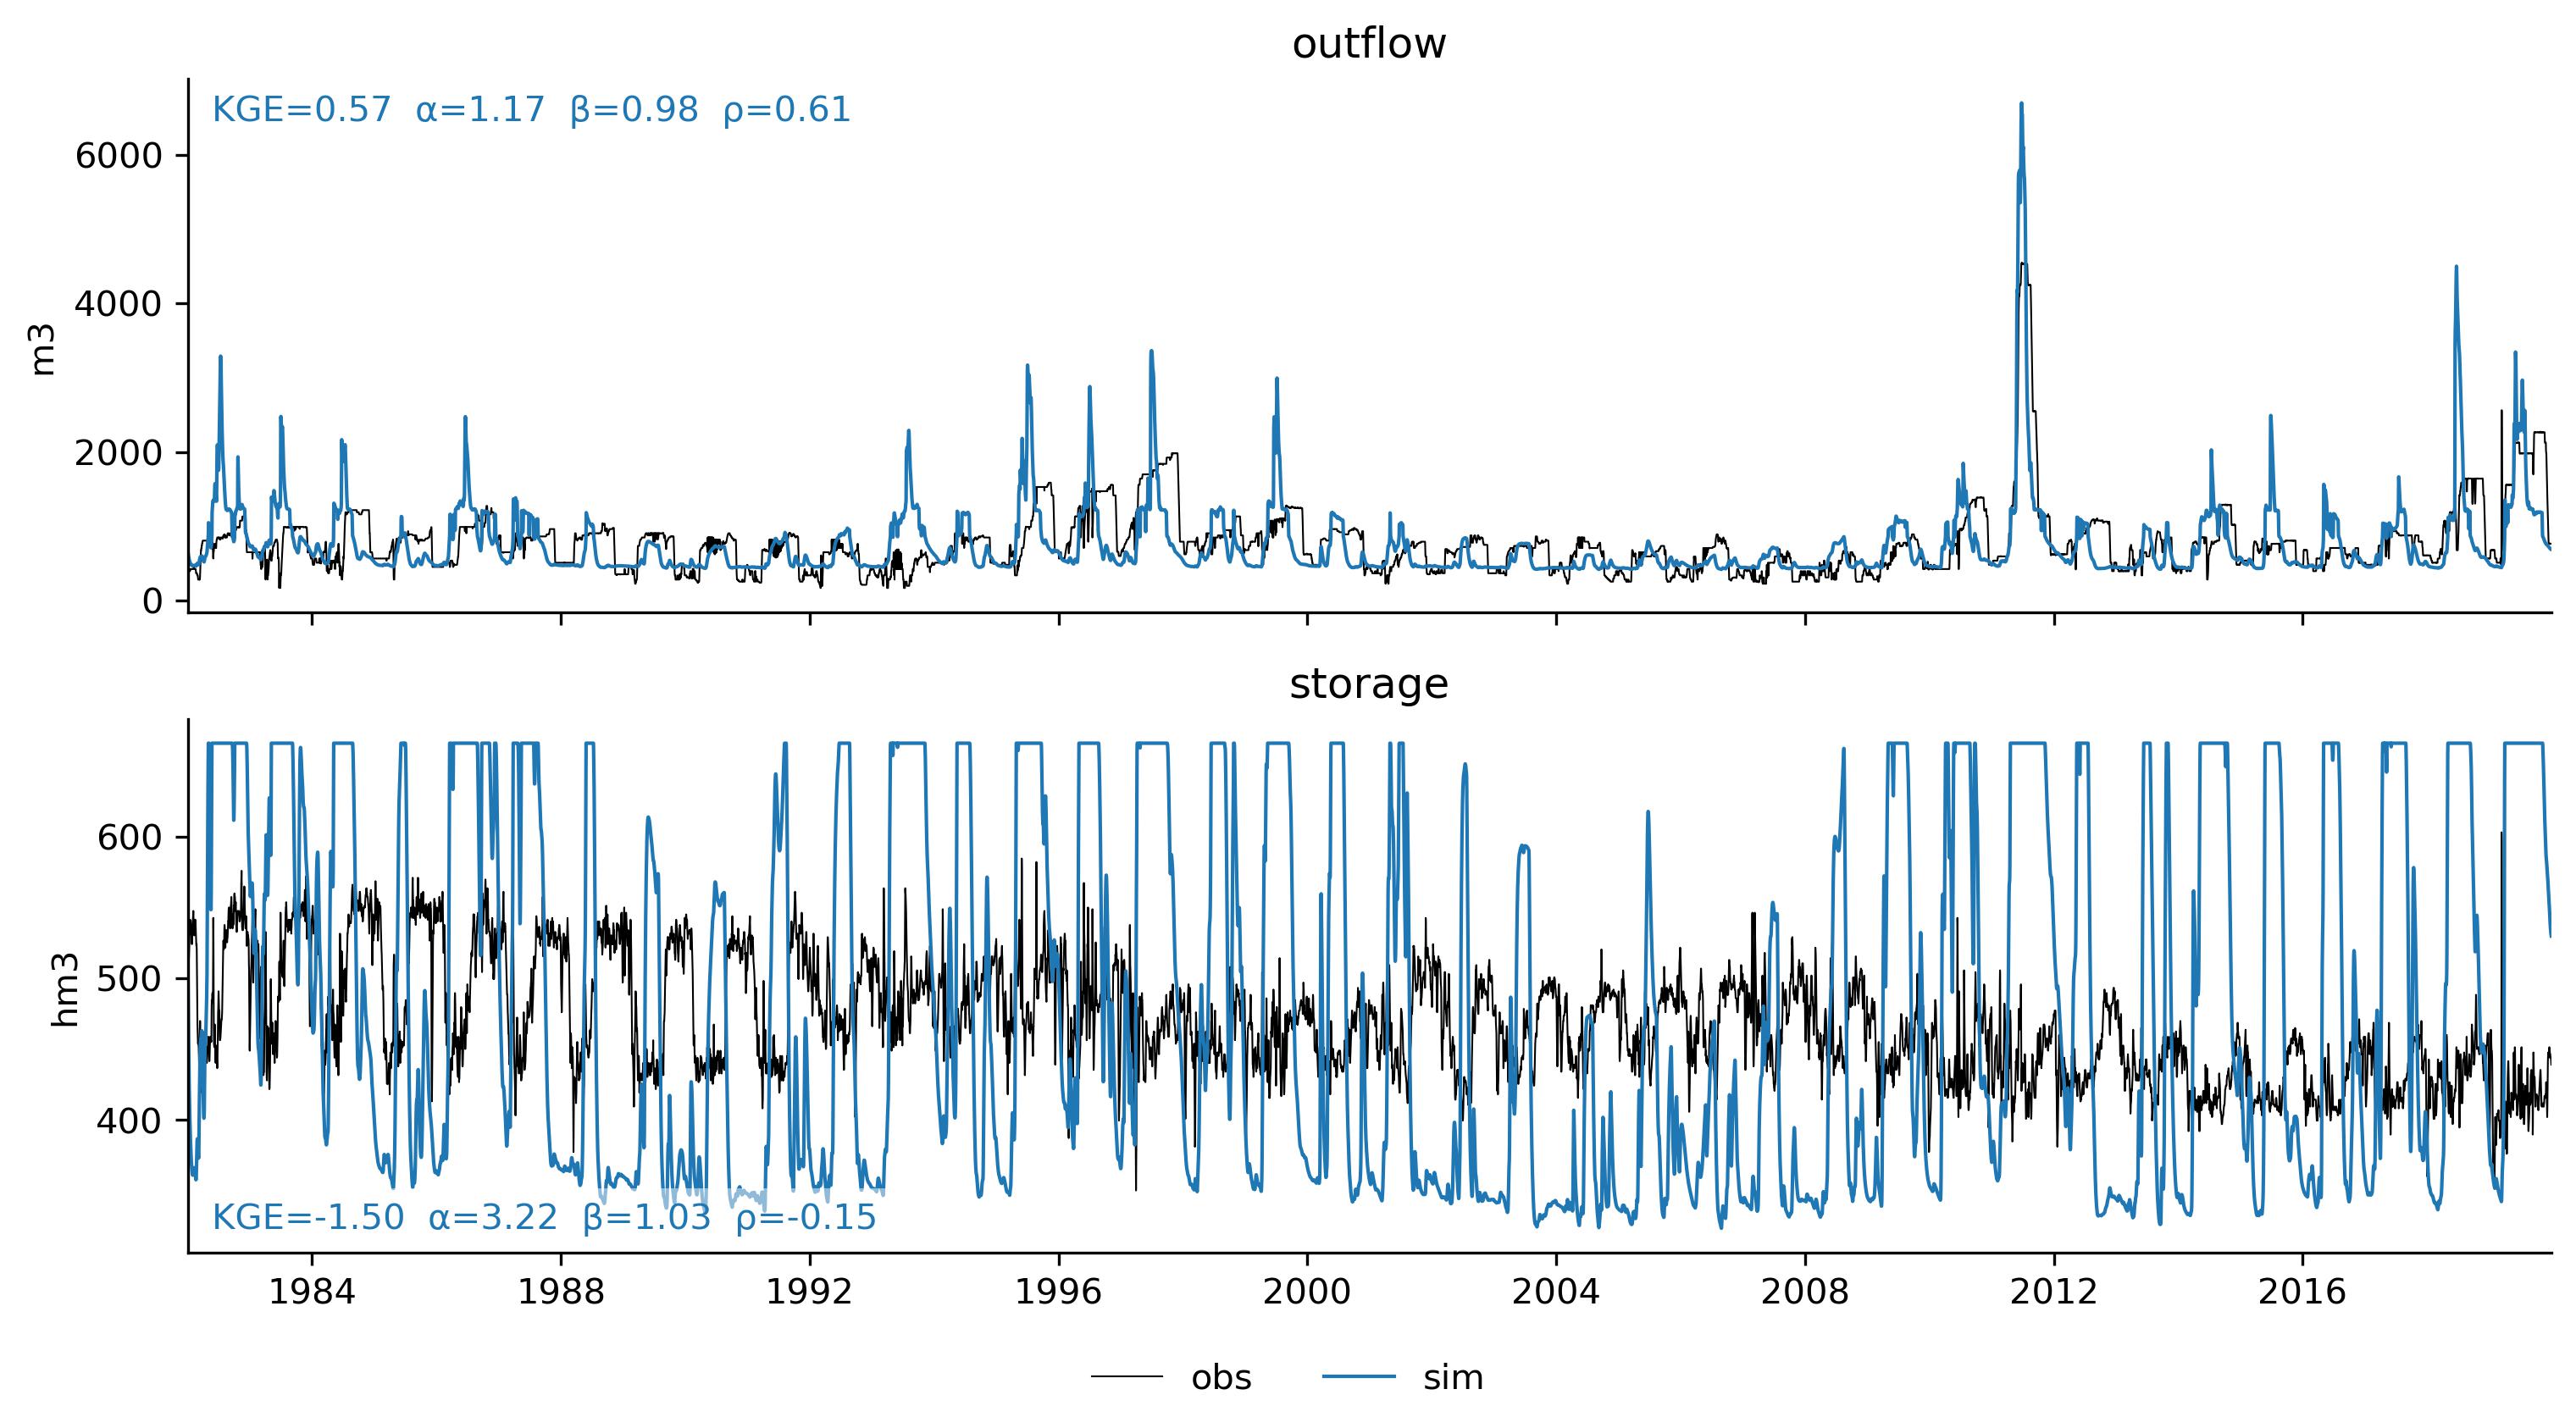 outflow
KGE=0.57 α=1.17 β=0.98 ρ=0.61
6000
4000
2000
0
m3
storage
600
500
400
hm3
KGE=-1.50 α=3.22 β=1.03 ρ=-0.15
1984 1988 1992 1996 2000 2004 2008 2012 2016
obs sim